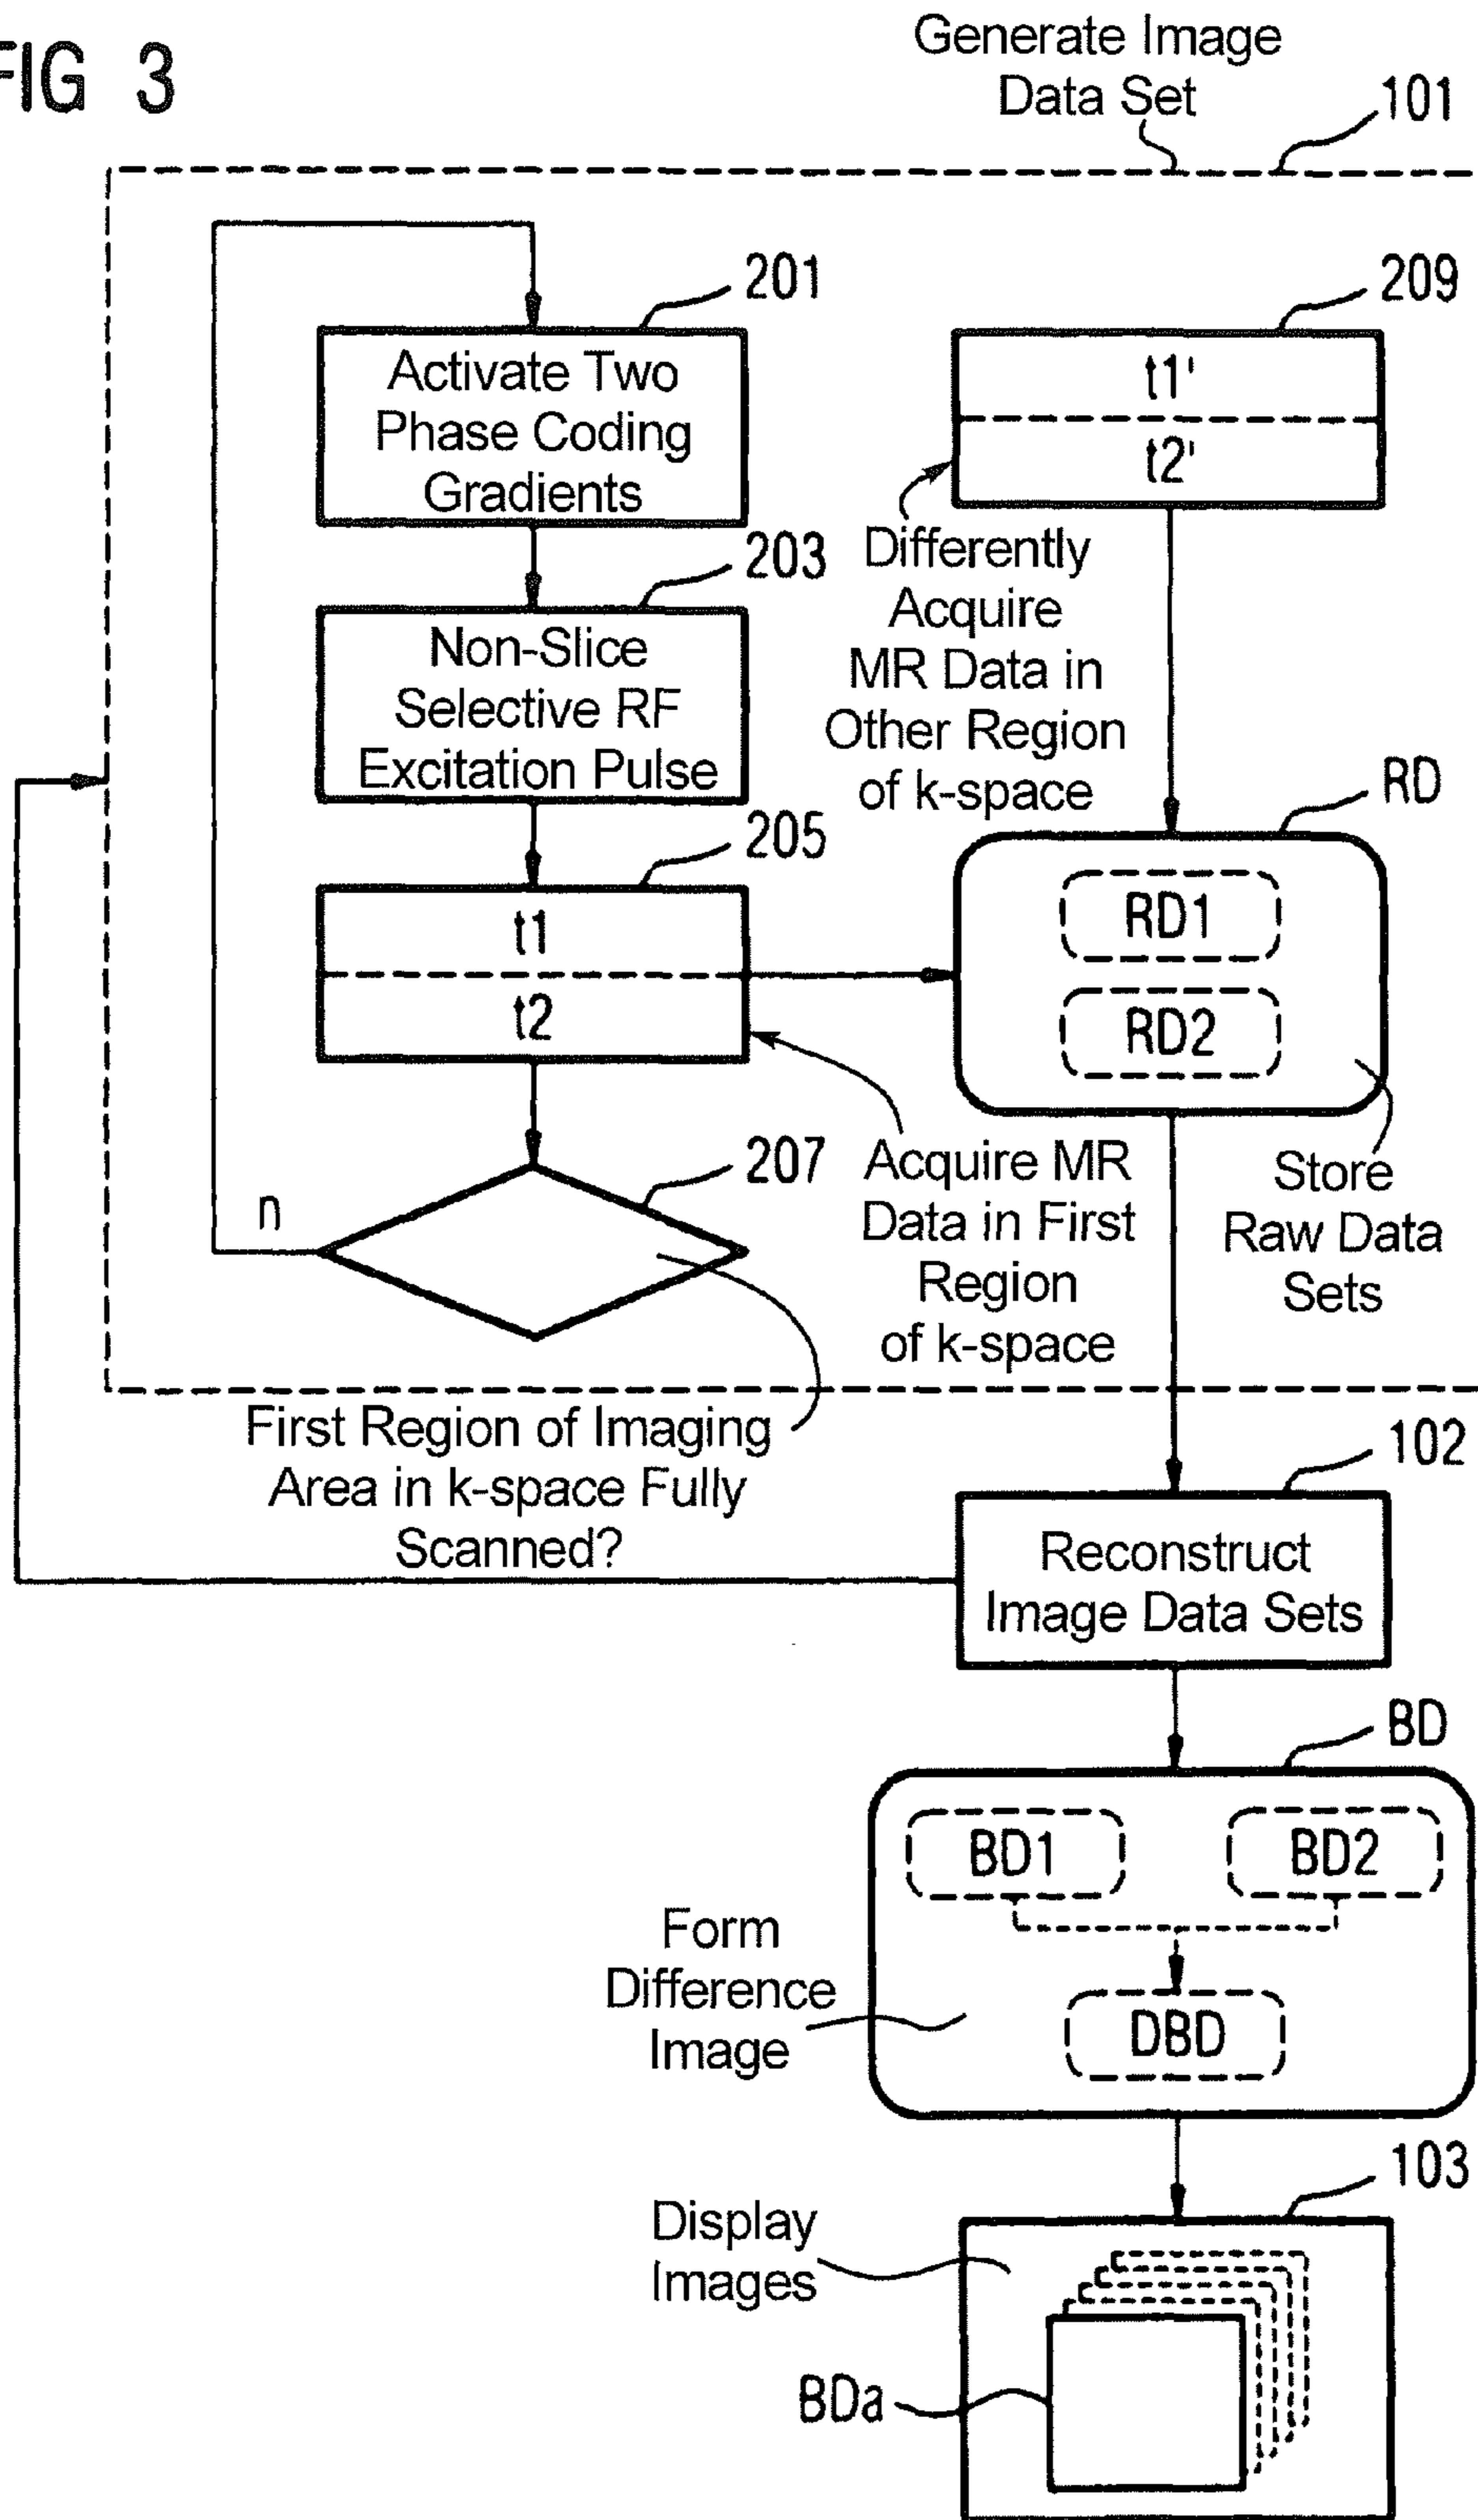 FIG 3
Generate Image
Data Set
101
201
Activate Two
Phase Coding
Gradients
209
t1'
t2'
203
Non-Slice
Selective RF
Excitation Pulse
Differently
Acquire
MR Data in
Other Region
of k-space
205
t1
t2
RD
RD1
RD2
207
n
Acquire MR
Data in First
Region
of k-space
Store
Raw Data
Sets
First Region of Imaging
Area in k-space Fully
Scanned?
102
Reconstruct
Image Data Sets
BD
BD1
BD2
Form
Difference
Image
DBD
103
Display
Images
BDa